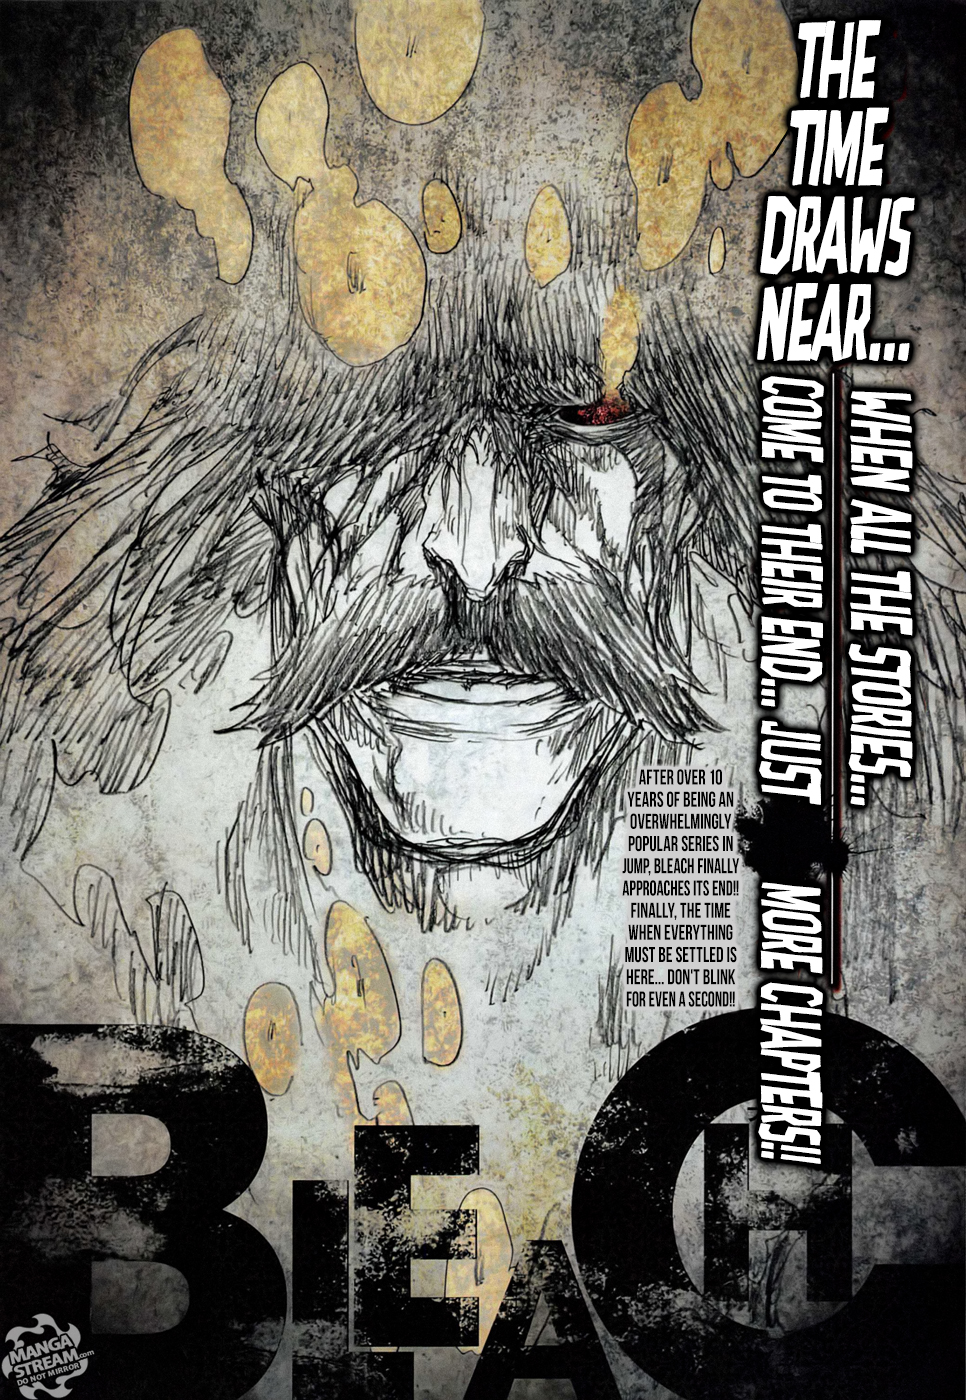 THE
TIME
DRAWS
NEAR...
WHEN ALL THE STORIES...
COME TO THEIR END... JUST MORE CHAPTERS!!
AFTER OVER 10
YEARS OF BEING AN
OVERWHELMINGLY
POPULAR SERIES IN
JUMP, BLEACH FINALLY
APPROACHES ITS END!!
FINALLY, THE TIME
WHEN EVERYTHING
MUST BE SETTLED IS
HERE... DON'T BLINK
FOR EVEN A SECOND!!
BLEACH
MANGA
STREAM.com
DO NOT MIRROR